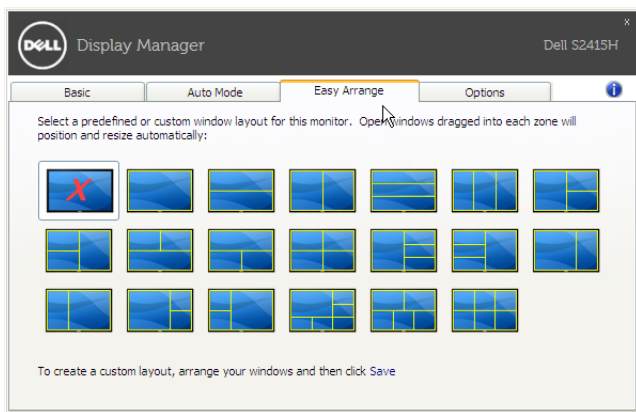 DELL Display Manager Dell S2415H
x
Basic Auto Mode Easy Arrange Options i
Select a predefined or custom window layout for this monitor. Open windows dragged into each zone will
position and resize automatically:
X
To create a custom layout, arrange your windows and then click Save